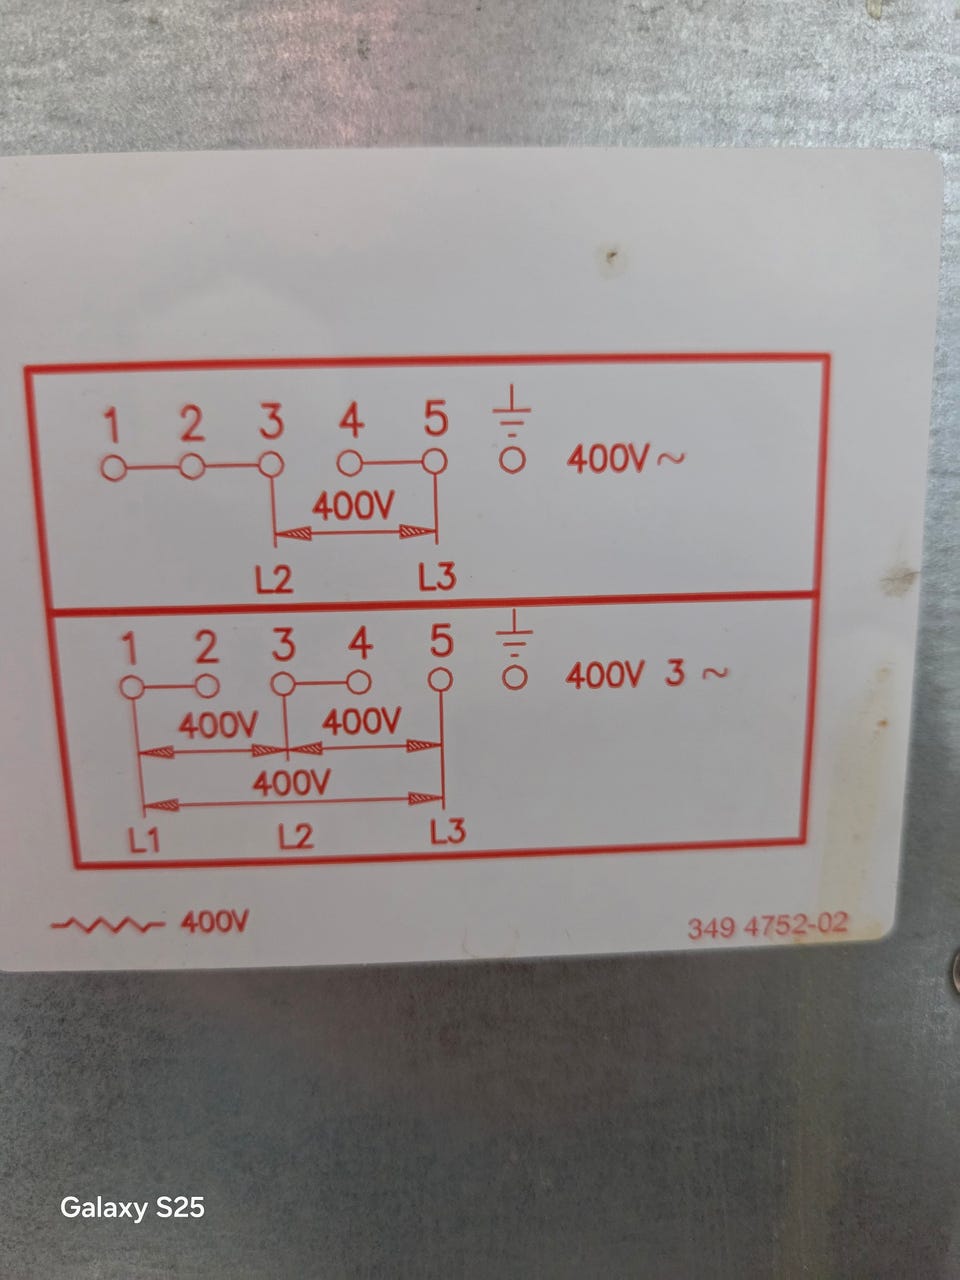 1 2 3 4 5
400V ~
400V
L2 L3
1 2 3 4 5
400V 3 ~
400V 400V
400V
L1 L2 L3
400V
349 4752-02
Galaxy S25